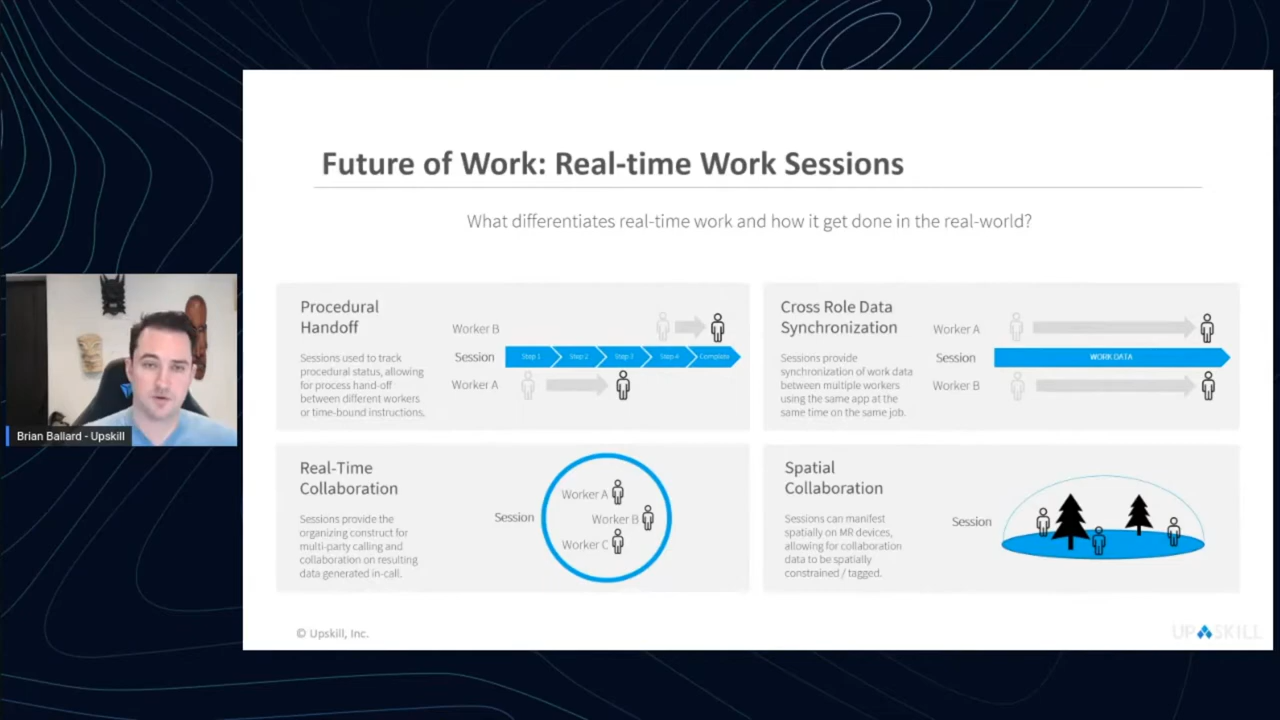 Future of Work: Real-time Work Sessions
What differentiates real-time work and how it get done in the real-world?
Procedural
Handoff
Sessions used to track
procedural status, allowing
for process hand-off
between different workers
or time-bound instructions.
Worker B
Session
Step 1
Step 2
Step 3
Step 4
Complete
Worker A
Cross Role Data
Synchronization
Sessions provide
synchronization of work data
between multiple workers
using the same app at the
same time on the same job.
Worker A
Session
WORK DATA
Worker B
Brian Ballard - Upskill
Real-Time
Collaboration
Sessions provide the
organizing construct for
multi-party calling and
collaboration on resulting
data generated in-call.
Session
Worker A
Worker B
Worker C
Spatial
Collaboration
Sessions can manifest
spatially on MR devices,
allowing for collaboration
data to be spatially
constrained / tagged.
Session
© Upskill, Inc.
UPSKILL